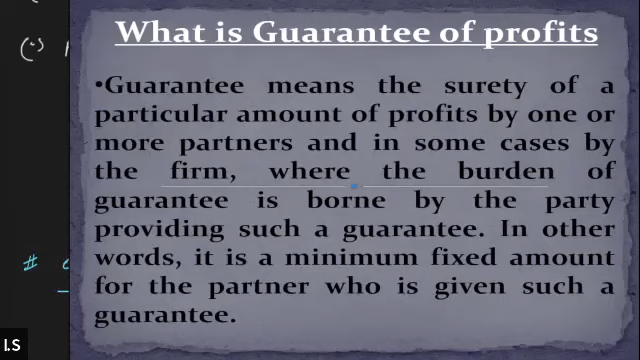 What is Guarantee of profits
•Guarantee means the surety of a
particular amount of profits by one or
more partners and in some cases by
the firm, where the burden of
guarantee is borne by the party
providing such a guarantee. In other
words, it is a minimum fixed amount
for the partner who is given such a
guarantee.
#
I.S